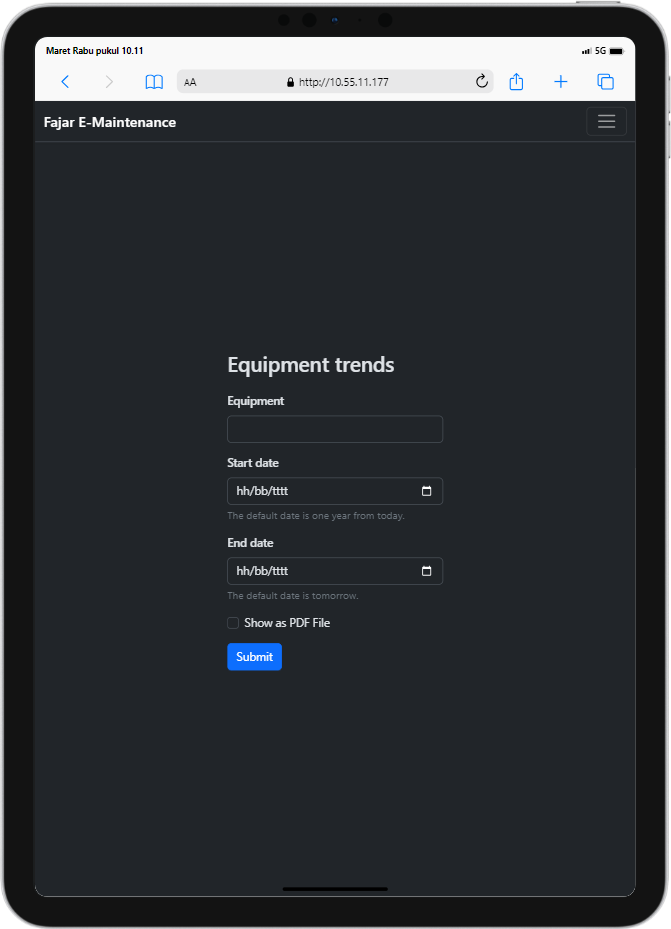 Maret Rabu pukul 10.11
5G
AA
http://10.55.11.177
Fajar E-Maintenance
Equipment trends
Equipment
Start date
hh/bb/tttt
The default date is one year from today.
End date
hh/bb/tttt
The default date is tomorrow.
Show as PDF File
Submit